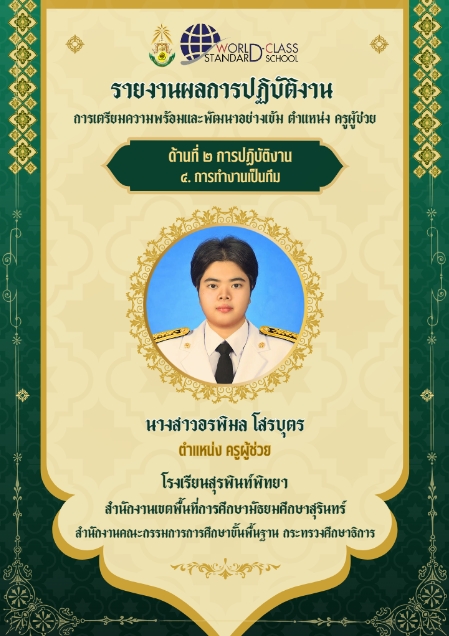 WORLD-CLASS
STANDARD SCHOOL
รายงานผลการปฏิบัติงาน
การเตรียมความพร้อมและพัฒนาอย่างเข้ม ตำแหน่ง ครูผู้ช่วย
ด้านที่ ๒ การปฏิบัติงาน
๔. การทำงานเป็นทีม
นางสาวอรพิมล โสรบุตร
ตำแหน่ง ครูผู้ช่วย
โรงเรียนสุรพินท์พิทยา
สำนักงานเขตพื้นที่การศึกษามัธยมศึกษาสุรินทร์
สำนักงานคณะกรรมการการศึกษาขั้นพื้นฐาน กระทรวงศึกษาธิการ